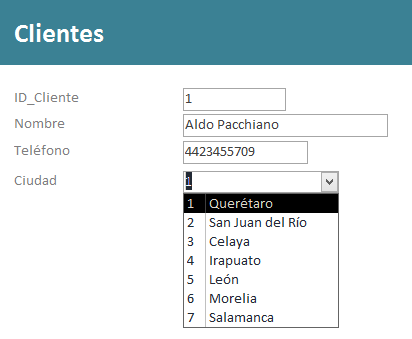 Clientes
ID_Cliente 1
Nombre Aldo Pacchiano
Teléfono 4423455709
Ciudad 1
1 Querétaro
2 San Juan del Río
3 Celaya
4 Irapuato
5 León
6 Morelia
7 Salamanca